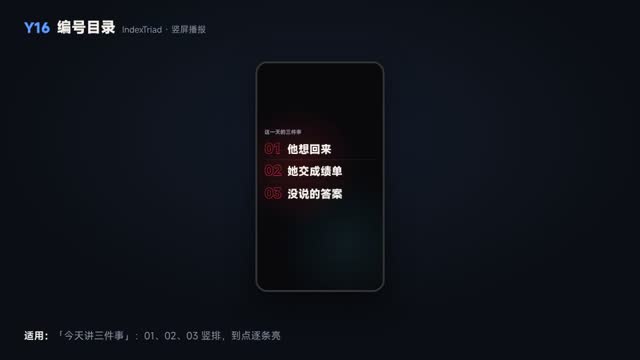 Y16 编号目录 IndexTriad · 竖屏播报
这一天的三件事
01 他想回来
02 她交成绩单
03 没说的答案
适用：「今天讲三件事」：01、02、03 竖排，到点逐条亮